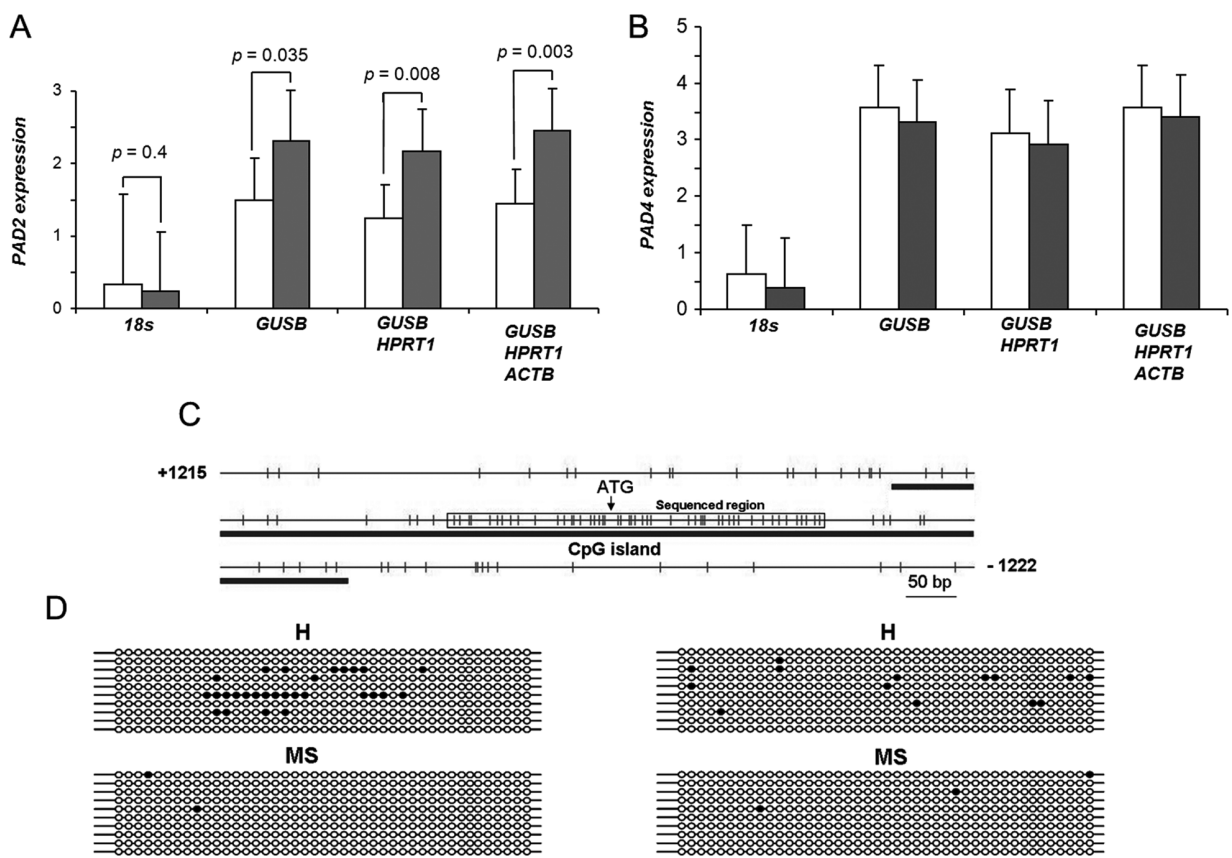 A
PAD2 expression
3
2
1
0
p = 0.4
p = 0.035
p = 0.008
p = 0.003
18s
GUSB
GUSB
HPRT1
GUSB
HPRT1
ACTB
B
PAD4 expression
5
4
3
2
1
0
18s
GUSB
GUSB
HPRT1
GUSB
HPRT1
ACTB
C
+1215
ATG
Sequenced region
CpG island
- 1222
50 bp
D
H
H
MS
MS